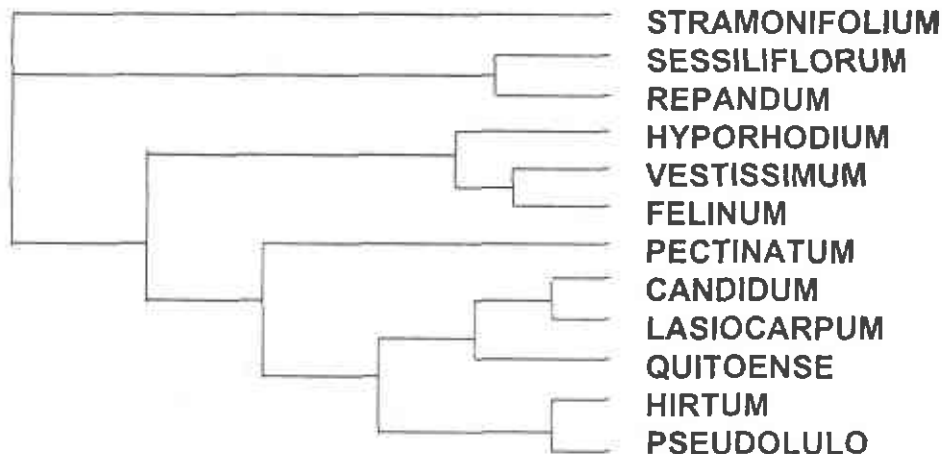 STRAMONIFOLIUM
SESSILIFLORUM
REPANDUM
HYPORHODIUM
VESTISSIMUM
FELINUM
PECTINATUM
CANDIDUM
LASIOCARPUM
QUITOENSE
HIRTUM
PSEUDOLULO